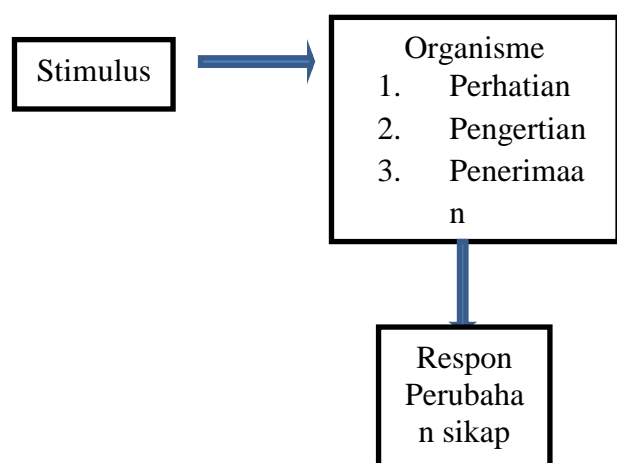 Stimulus
Organisme
1. Perhatian
2. Pengertian
3. Penerimaa
n
Respon
Perubaha
n sikap